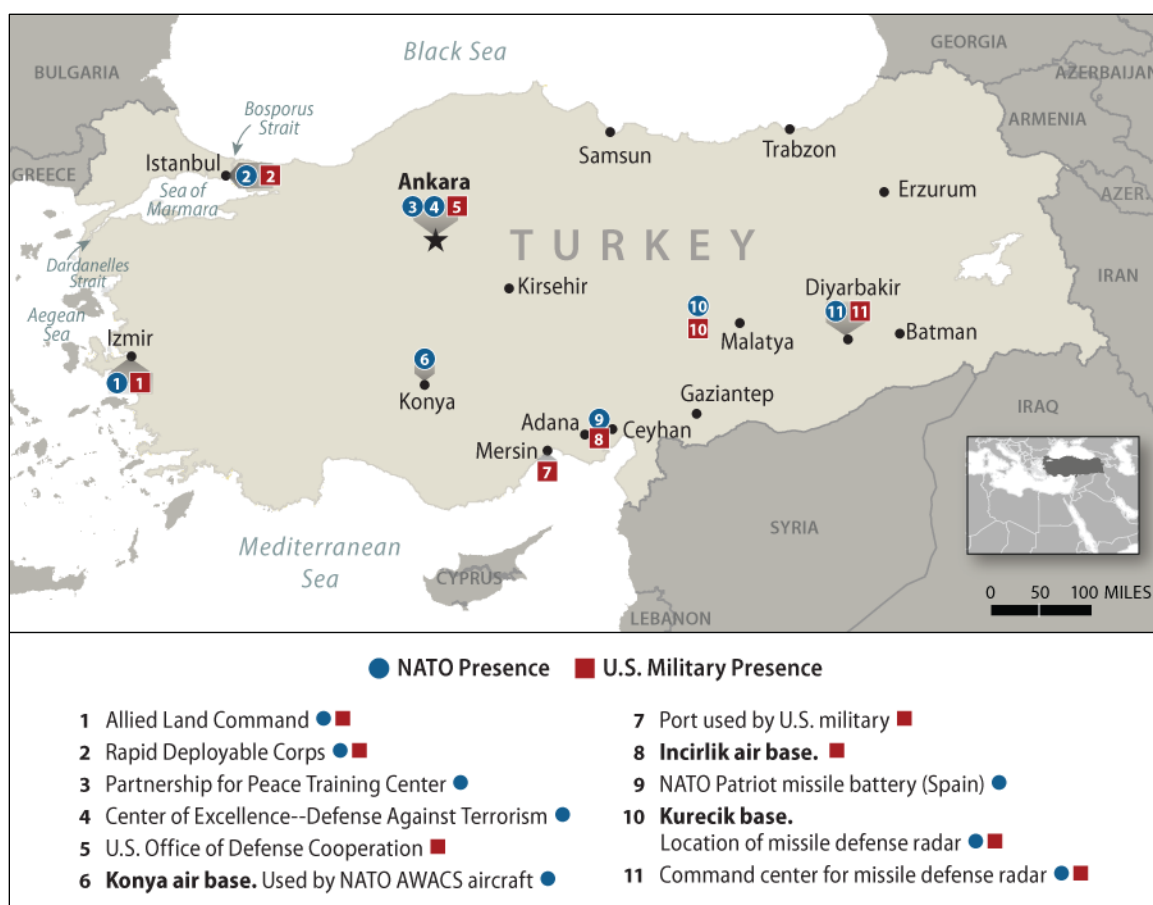 Black Sea
BULGARIA
GEORGIA
AZERBAIJAN
ARMENIA
Bosporus
Strait
Istanbul
2 2
GREECE
Sea of
Marmara
Samsun
Trabzon
Ankara
3 4 5
Erzurum
AZER.
TURKEY
Dardanelles
Strait
IRAN
Kirsehir
Diyarbakir
11 11
Aegean
Sea
10
10
Malatya
Batman
Izmir
1 1
6
Konya
Gaziantep
IRAQ
Adana
9
8
Ceyhan
Mersin
7
SYRIA
Mediterranean
Sea
CYPRUS
LEBANON
0 50 100 MILES
NATO Presence U.S. Military Presence
1 Allied Land Command
2 Rapid Deployable Corps
3 Partnership for Peace Training Center
4 Center of Excellence--Defense Against Terrorism
5 U.S. Office of Defense Cooperation
6 Konya air base. Used by NATO AWACS aircraft
7 Port used by U.S. military
8 Incirlik air base.
9 NATO Patriot missile battery (Spain)
10 Kurecik base.
Location of missile defense radar
11 Command center for missile defense radar